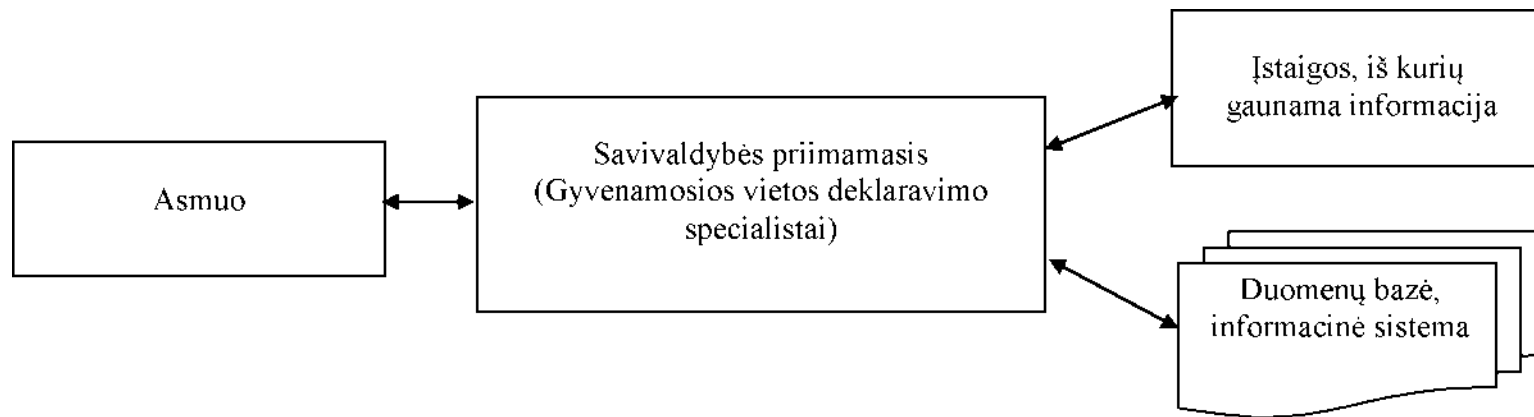 Asmuo
Savivaldybės priimamasis
(Gyvenamosios vietos deklaravimo
specialistai)
Įstaigos, iš kurių
gaunama informacija
Duomenų bazė,
informacinė sistema